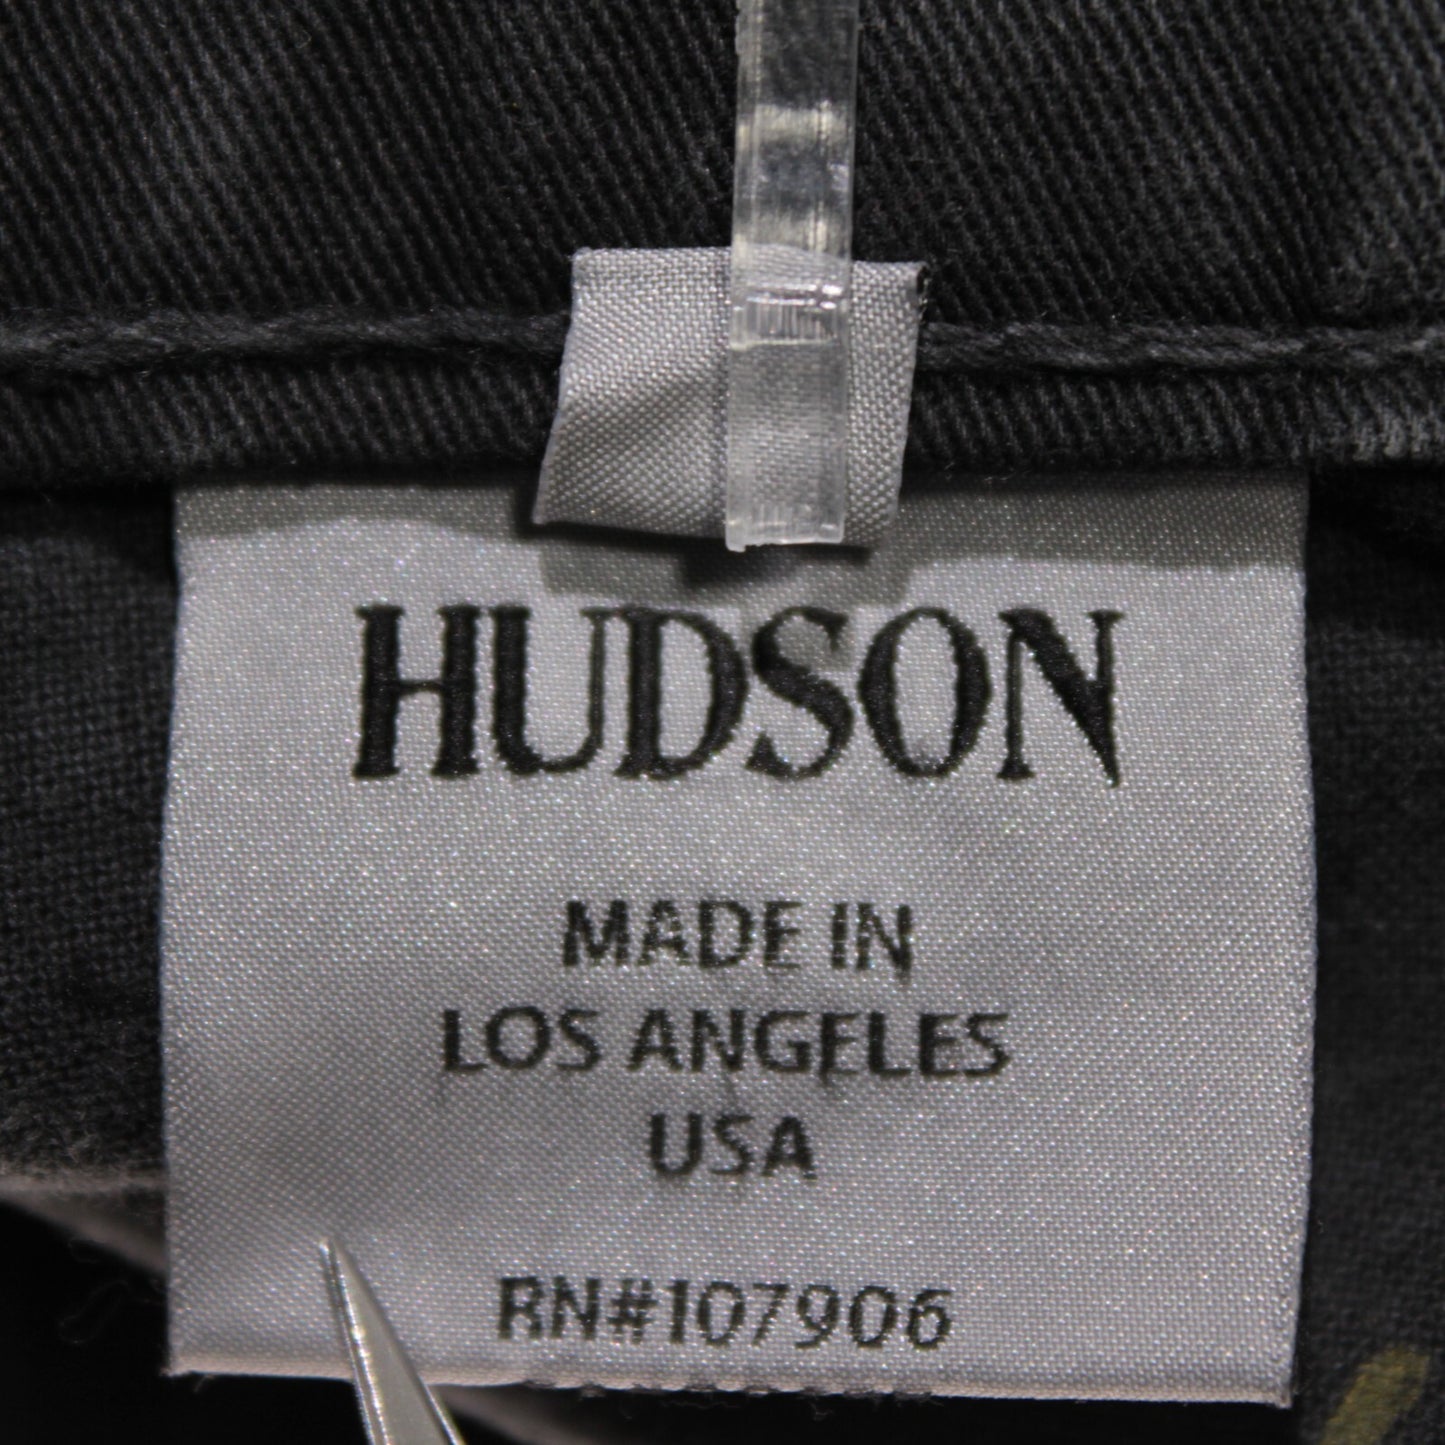 HUDSON
MADE IN
LOS ANGELES
USA
RN#107906